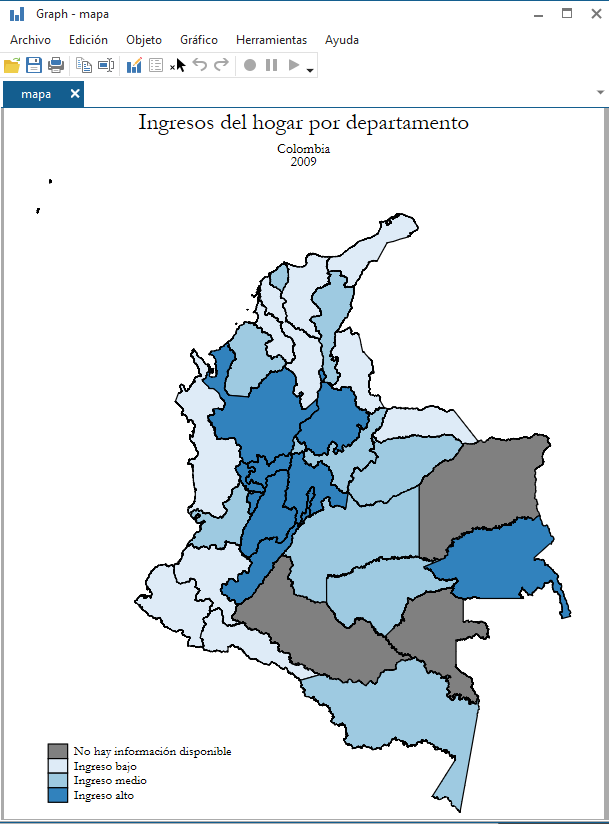 Graph - mapa
Archivo Edición Objeto Gráfico Herramientas Ayuda
mapa
Ingresos del hogar por departamento
Colombia
2009
No hay información disponible
Ingreso bajo
Ingreso medio
Ingreso alto